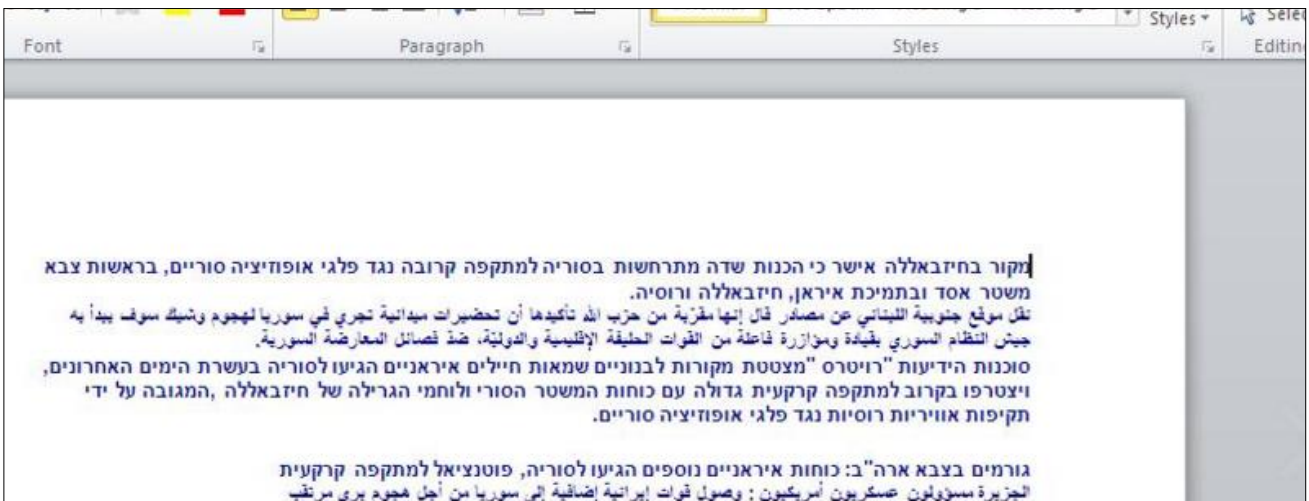 Styles
Font
Paragraph
Styles
מקור בחיזבאללה אישר כי הכנות שדה מתרחשות בסוריה למתקפה קרובה נגד פלגי אופוזיציה סוריים, בראשות צבא
משטר אסד ובתמיכת איראן, חיזבאללה ורוסיה.
نقل موقع جنوبية اللبناني عن مصادر قال إنها مقرّبة من حزب الله تأكيدها أن تحضيرات ميدانية تجري في سوريا لهجوم وشيك سوف يبدأ به
جيش النظام السوري بقيادة ومؤازرة فاعلة من القوات الحليفة الإقليمية والدوليّة، ضدّ فصائل المعارضة السورية.
סוכנות הידיעות "רויטרס "מצטטת מקורות לבנוניים שמאות חיילים איראניים הגיעו לסוריה בעשרת הימים האחרונים,
ויצטרפו בקרוב למתקפה קרקעית גדולה עם כוחות המשטר הסורי ולוחמי הגרילה של חיזבאללה ,המגובה על ידי
תקיפות אוויריות רוסיות נגד פלגי אופוזיציה סוריים.
גורמים בצבא ארה"ב: כוחות איראניים נוספים הגיעו לסוריה, פוטנציאל למתקפה קרקעית
الجزيرة مسؤولون عسكريون أمريكيون : وصول قوات إيرانية إضافية إلى سوريا من أجل هجوم بري مرتقب